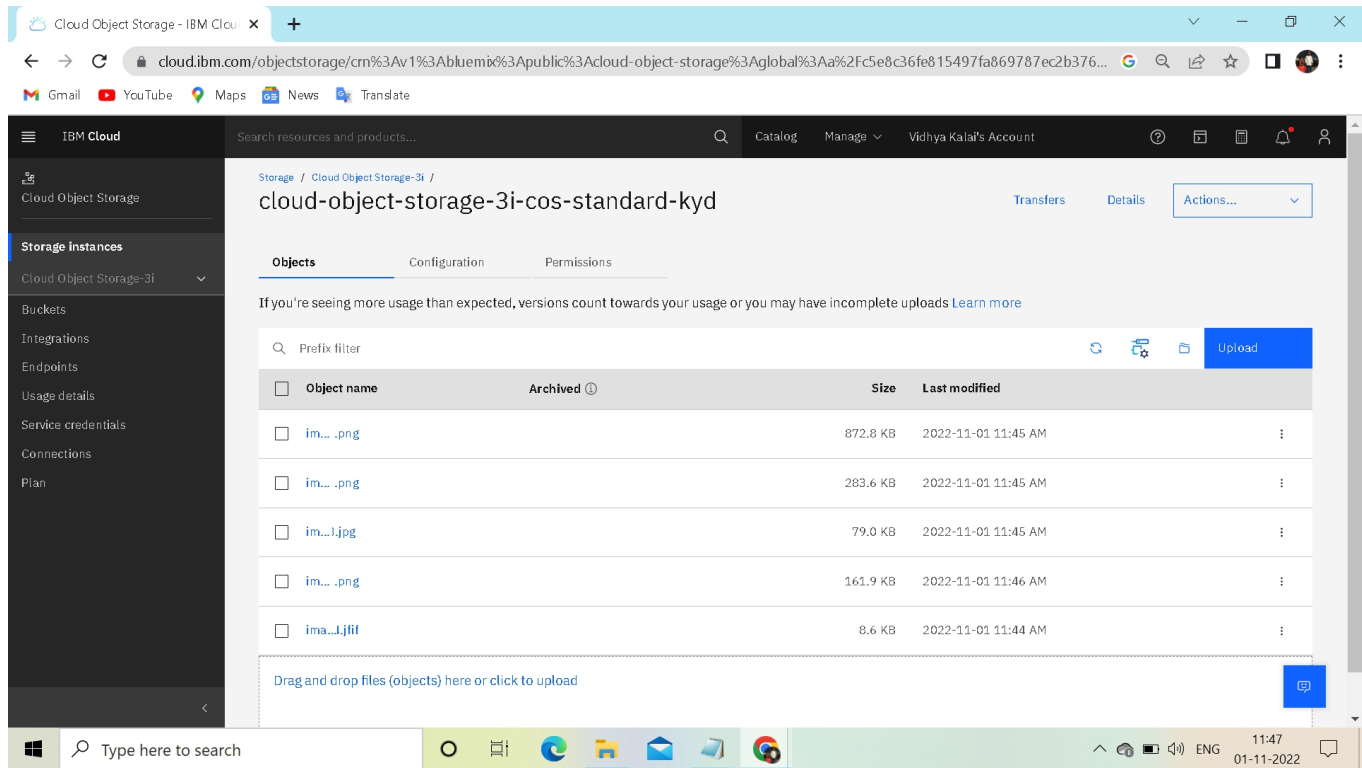 Cloud Object Storage - IBM Clou
cloud.ibm.com/objectstorage/crn%3Av1%3Abluemix%3Apublic%3Acloud-object-storage%3Aglobal%3Aa%2Fc5e8c36fe815497fa869787ec2b376...
Gmail YouTube Maps News Translate
IBM Cloud Search resources and products... Catalog Manage Vidhya Kalai's Account
Cloud Object Storage
Storage instances
Cloud Object Storage-3i
Buckets
Integrations
Endpoints
Usage details
Service credentials
Connections
Plan
Storage / Cloud Object Storage-3i /
cloud-object-storage-3i-cos-standard-kyd Transfers Details Actions...
Objects Configuration Permissions
If you're seeing more usage than expected, versions count towards your usage or you may have incomplete uploads Learn more
Prefix filter Upload
Object name Archived Size Last modified
im... .png 872.8 KB 2022-11-01 11:45 AM
im... .png 283.6 KB 2022-11-01 11:45 AM
im... .jpg 79.0 KB 2022-11-01 11:45 AM
im... .png 161.9 KB 2022-11-01 11:46 AM
ima... .jfif 8.6 KB 2022-11-01 11:44 AM
Drag and drop files (objects) here or click to upload
Type here to search ENG 11:47
01-11-2022